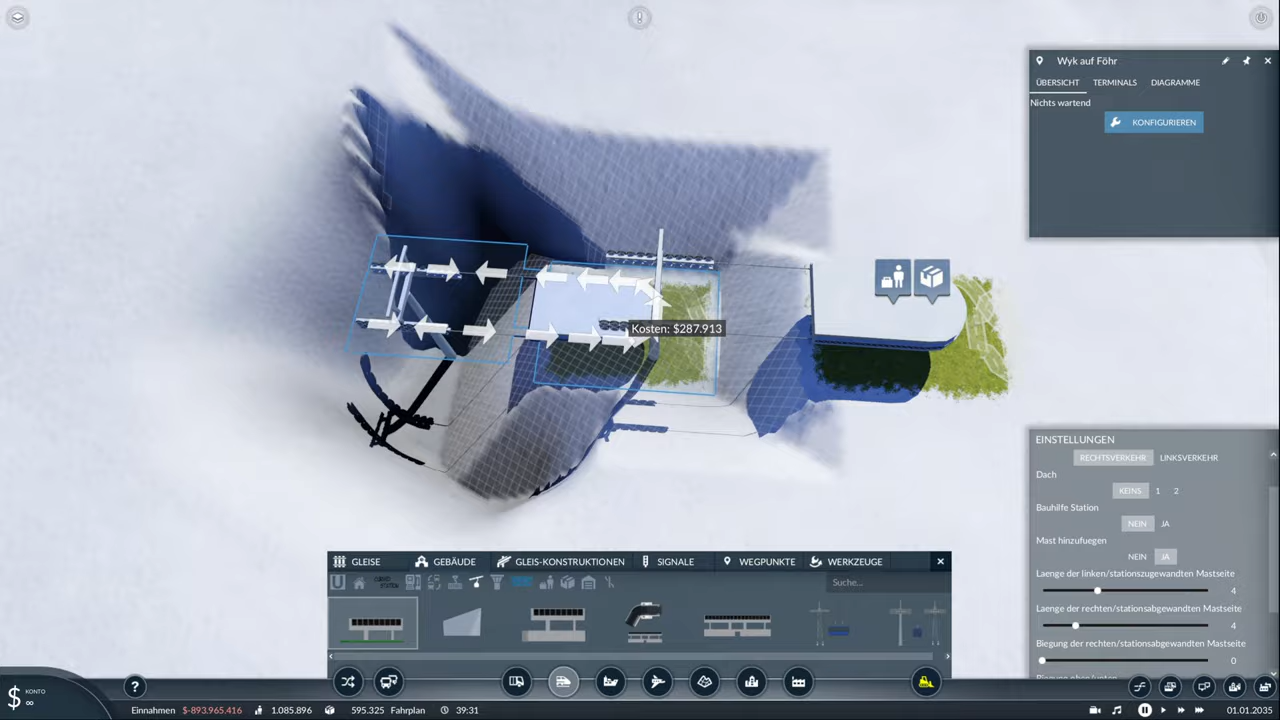 Wyk auf Föhr
ÜBERSICHT TERMINALS DIAGRAMME
Nichts wartend
KONFIGURIEREN
Kosten: $287.913
EINSTELLUNGEN
RECHTSVERKEHR LINKSVERKEHR
Dach
KEINS 1 2
Bauhilfe Station
NEIN JA
Mast hinzufuegen
NEIN JA
Laenge der linken/stationszugewandten Mastseite
4
Laenge der rechten/stationsabgewandten Mastseite
4
Biegung der rechten/stationsabgewandten Mastseite
0
GLEISE GEBÄUDE GLEIS-KONSTRUKTIONEN SIGNALE WEGPUNKTE WERKZEUGE
Suche...
$ KONTO
∞
?
Einnahmen $-893.965.416 1.085.896 595.325 Fahrplan 39:31 01.01.2035